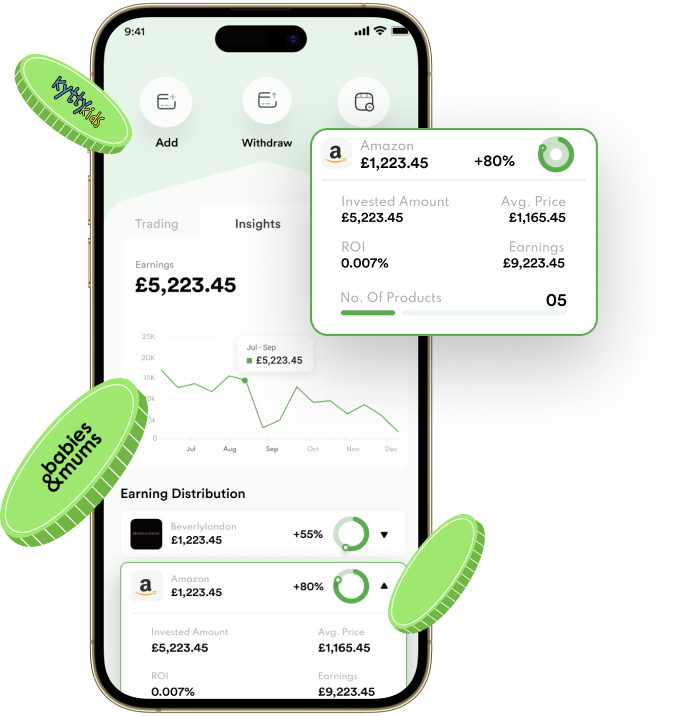 9:41
Add
Withdraw
kyttykids
Amazon
£1,223.45
+80%
Invested Amount
Avg. Price
£5,223.45
£1,165.45
ROI
Earnings
0.007%
£9,223.45
No. Of Products
05
Trading
Insights
Earnings
£5,223.45
25K
20K
15K
5K
0
Jul - Sep
£5,223.45
Jul
Aug
Sep
Oct
Nov
Dec
babies
&mums
Earning Distribution
Beverlylondon
£1,223.45
+55%
Amazon
£1,223.45
+80%
Invested Amount
Avg. Price
£5,223.45
£1,165.45
ROI
Earnings
0.007%
£9,223.45